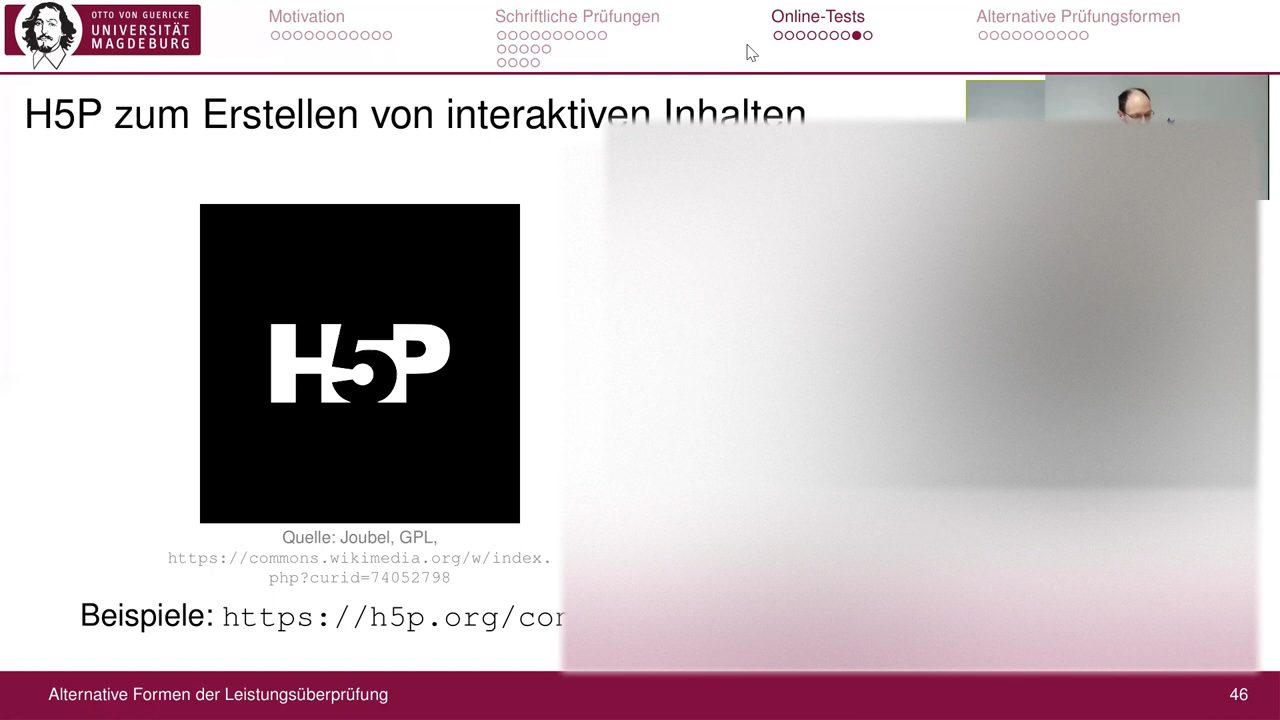 OTTO VON GUERICKE
UNIVERSITÄT
MAGDEBURG
Motivation
Schriftliche Prüfungen
Online-Tests
Alternative Prüfungsformen
H5P zum Erstellen von interaktiven Inhalten
H5P
Quelle: Joubel, GPL,
https://commons.wikimedia.org/w/index.
php?curid=74052798
Beispiele: https://h5p.org/con
Alternative Formen der Leistungsüberprüfung
46